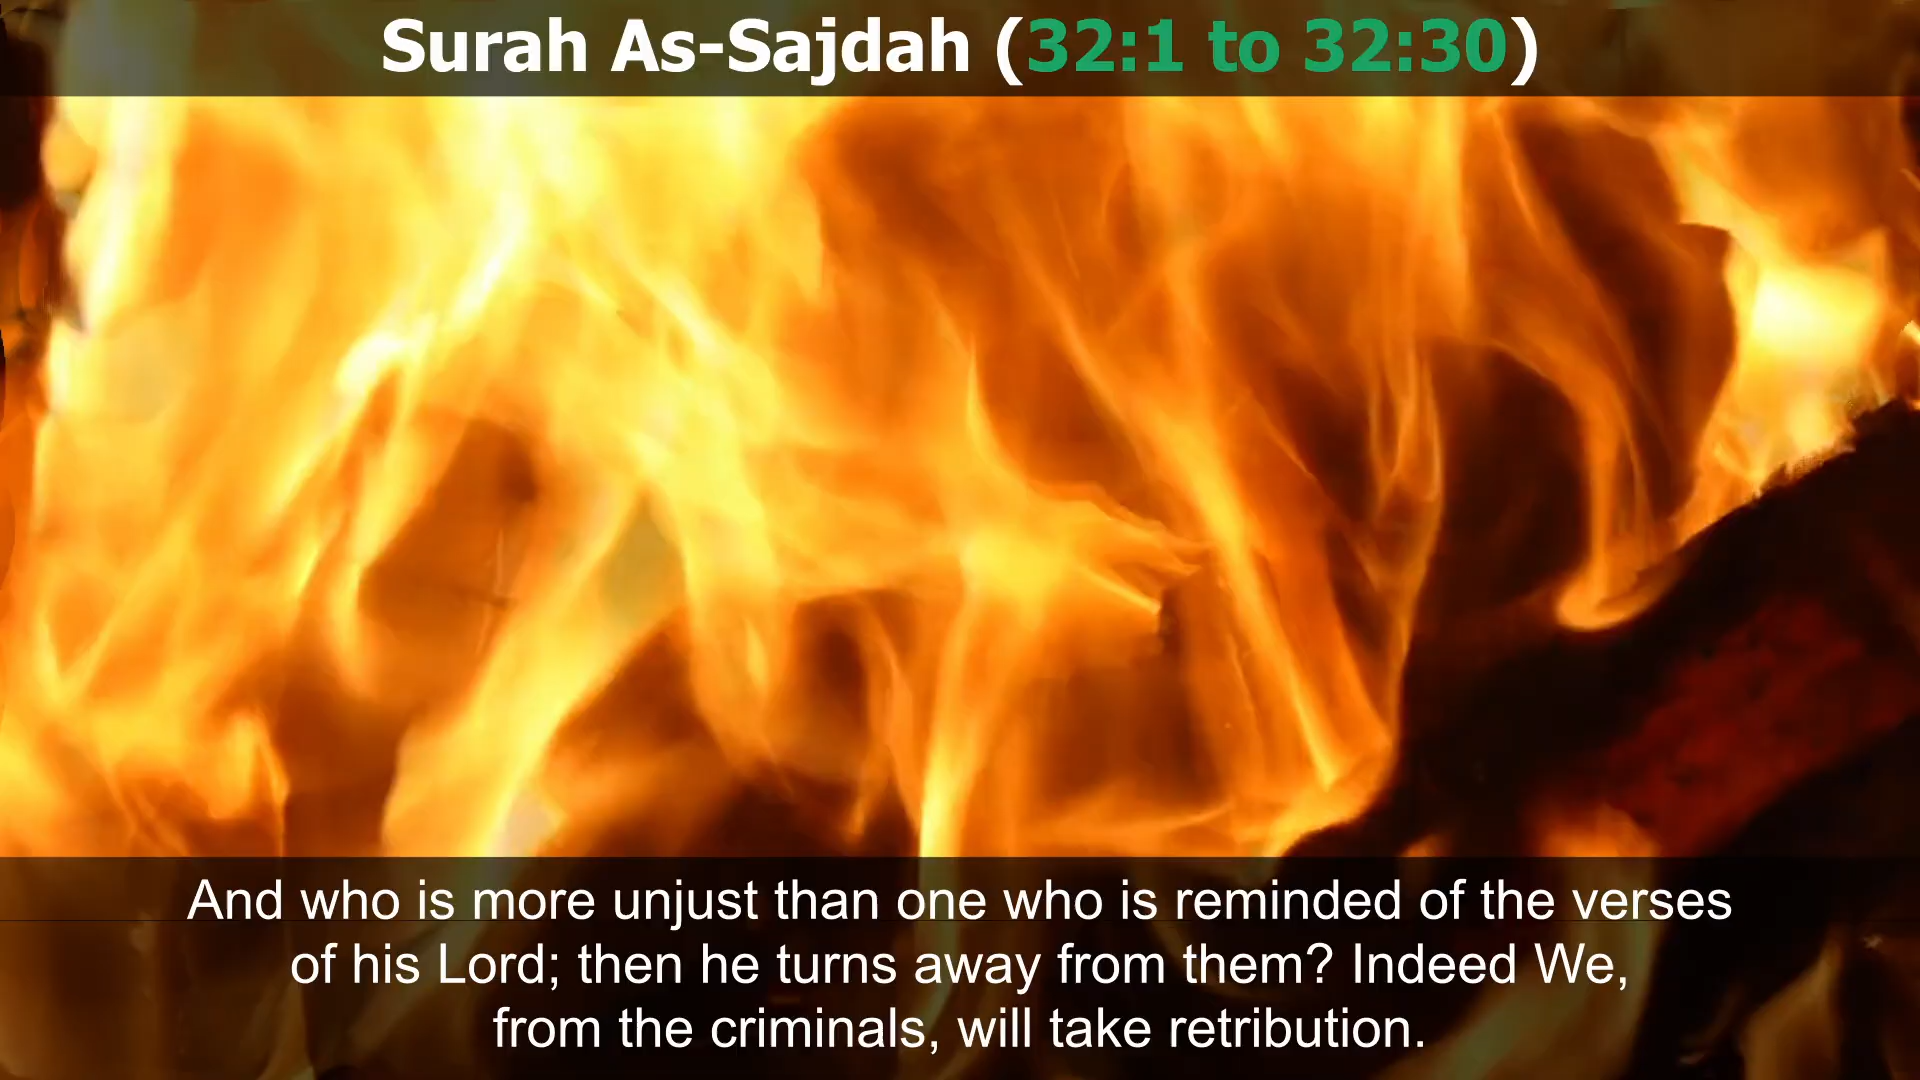 Surah As-Sajdah (32:1 to 32:30)
And who is more unjust than one who is reminded of the verses
of his Lord; then he turns away from them? Indeed We,
from the criminals, will take retribution.